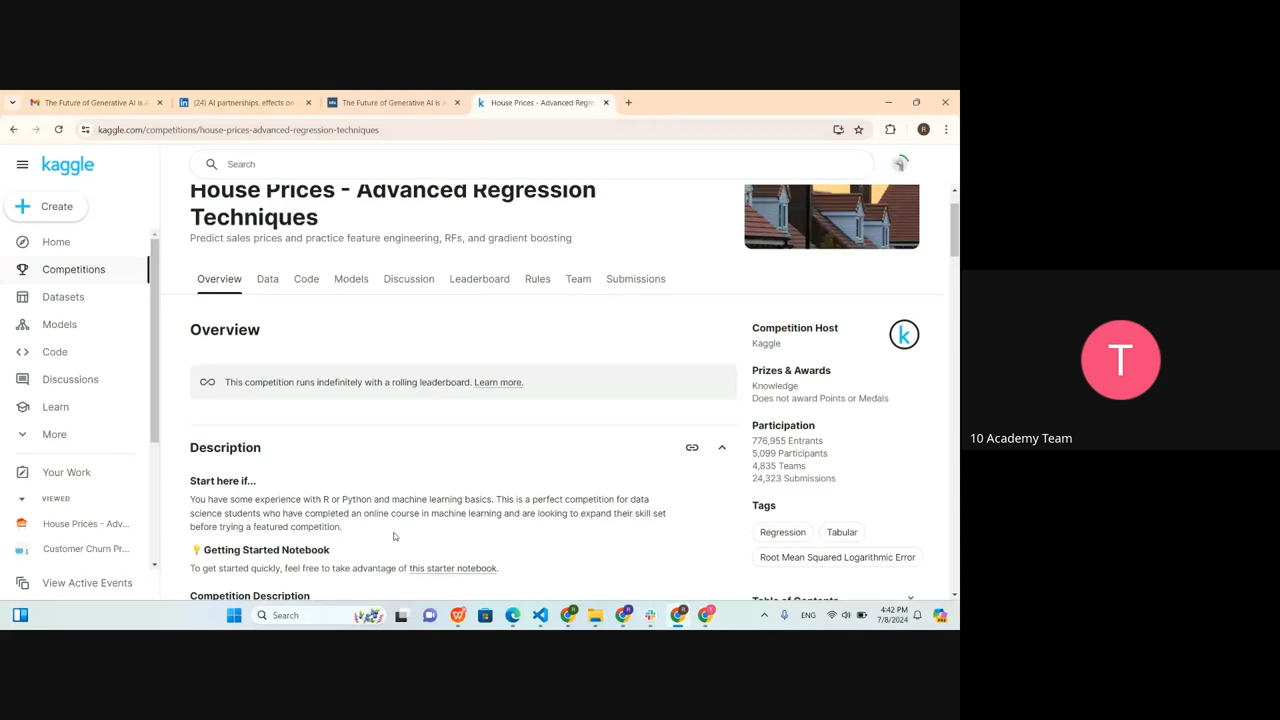 The Future of Generative AI is A
(24) AI partnerships, effects on
The Future of Generative AI is A
House Prices - Advanced Regre
kaggle.com/competitions/house-prices-advanced-regression-techniques
kaggle
Search
Create
Home
Competitions
Datasets
Models
Code
Discussions
Learn
More
Your Work
VIEWED
House Prices - Adv...
Customer Churn Pr...
View Active Events
House Prices - Advanced Regression
Techniques
Predict sales prices and practice feature engineering, RFs, and gradient boosting
Overview Data Code Models Discussion Leaderboard Rules Team Submissions
Overview
This competition runs indefinitely with a rolling leaderboard. Learn more.
Description
Start here if...
You have some experience with R or Python and machine learning basics. This is a perfect competition for data
science students who have completed an online course in machine learning and are looking to expand their skill set
before trying a featured competition.
💡 Getting Started Notebook
To get started quickly, feel free to take advantage of this starter notebook.
Competition Description
Competition Host
Kaggle
k
Prizes & Awards
Knowledge
Does not award Points or Medals
Participation
776,955 Entrants
5,099 Participants
4,835 Teams
24,323 Submissions
Tags
Regression Tabular
Root Mean Squared Logarithmic Error
Table of Contents
Search
ENG
4:42 PM
7/8/2024
T
10 Academy Team